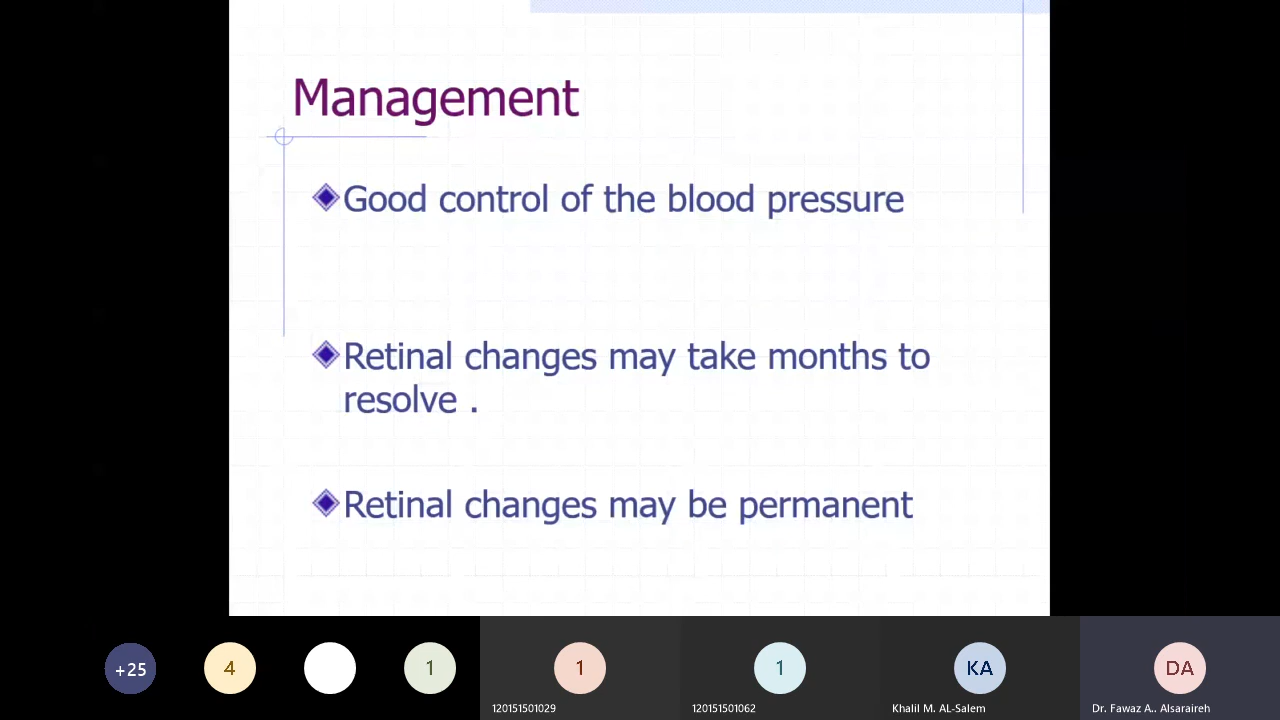 Management
Good control of the blood pressure
Retinal changes may take months to
resolve .
Retinal changes may be permanent
+25
4
1
1
1
KA
DA
120151501029
120151501062
Khalil M. AL-Salem
Dr. Fawaz A.. Alsaraireh